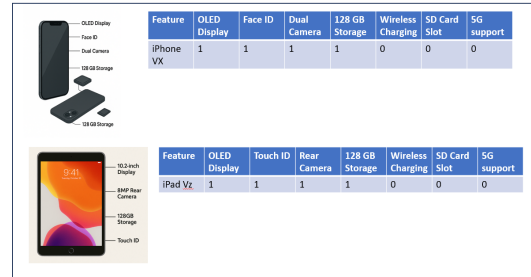 OLED Display
Face ID
Dual Camera
128 GB Storage
128 GB Storage
Feature OLED Display Face ID Dual Camera 128 GB Storage Wireless Charging SD Card Slot 5G support
iPhone VX 1 1 1 1 0 0 0
9:41
10.2-inch Display
8MP Rear Camera
128GB Storage
Touch ID
Feature OLED Display Touch ID Rear Camera 128 GB Storage Wireless Charging SD Card Slot 5G support
iPad Vz 1 1 1 1 0 0 0